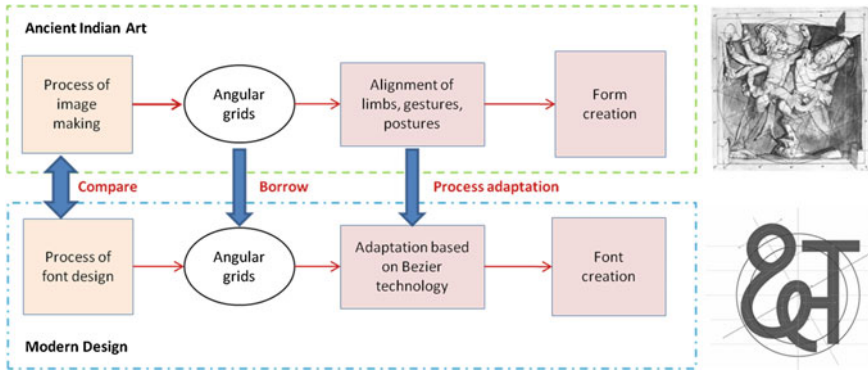 Ancient Indian Art
Process of
image
making
Angular
grids
Alignment of
limbs, gestures,
postures
Form
creation
Compare
Borrow
Process adaptation
Process of
font design
Angular
grids
Adaptation based
on Bezier
technology
Font
creation
Modern Design
क्ष